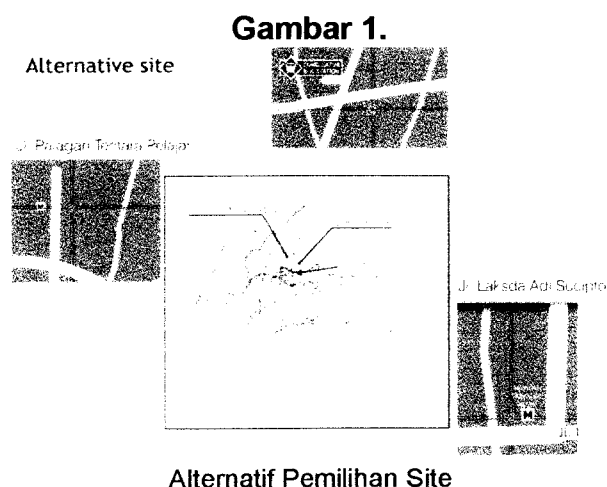 Gambar 1.
Alternative site
Jl. Palagan Tentara Pelajar
Jl. Laksda Adi Sucipto
M
M
Alternatif Pemilihan Site